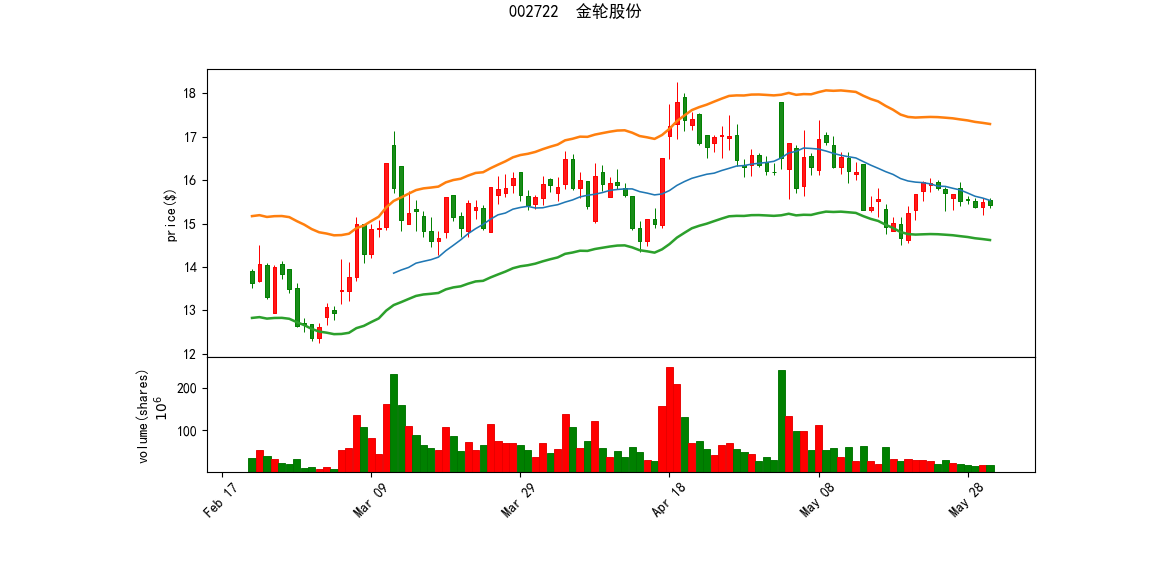 002722 金轮股份
18
17
16
15
14
13
12
price($)
200
100
volume(shares)
10^6
Feb 17
Mar 09
Mar 29
Apr 18
May 08
May 28